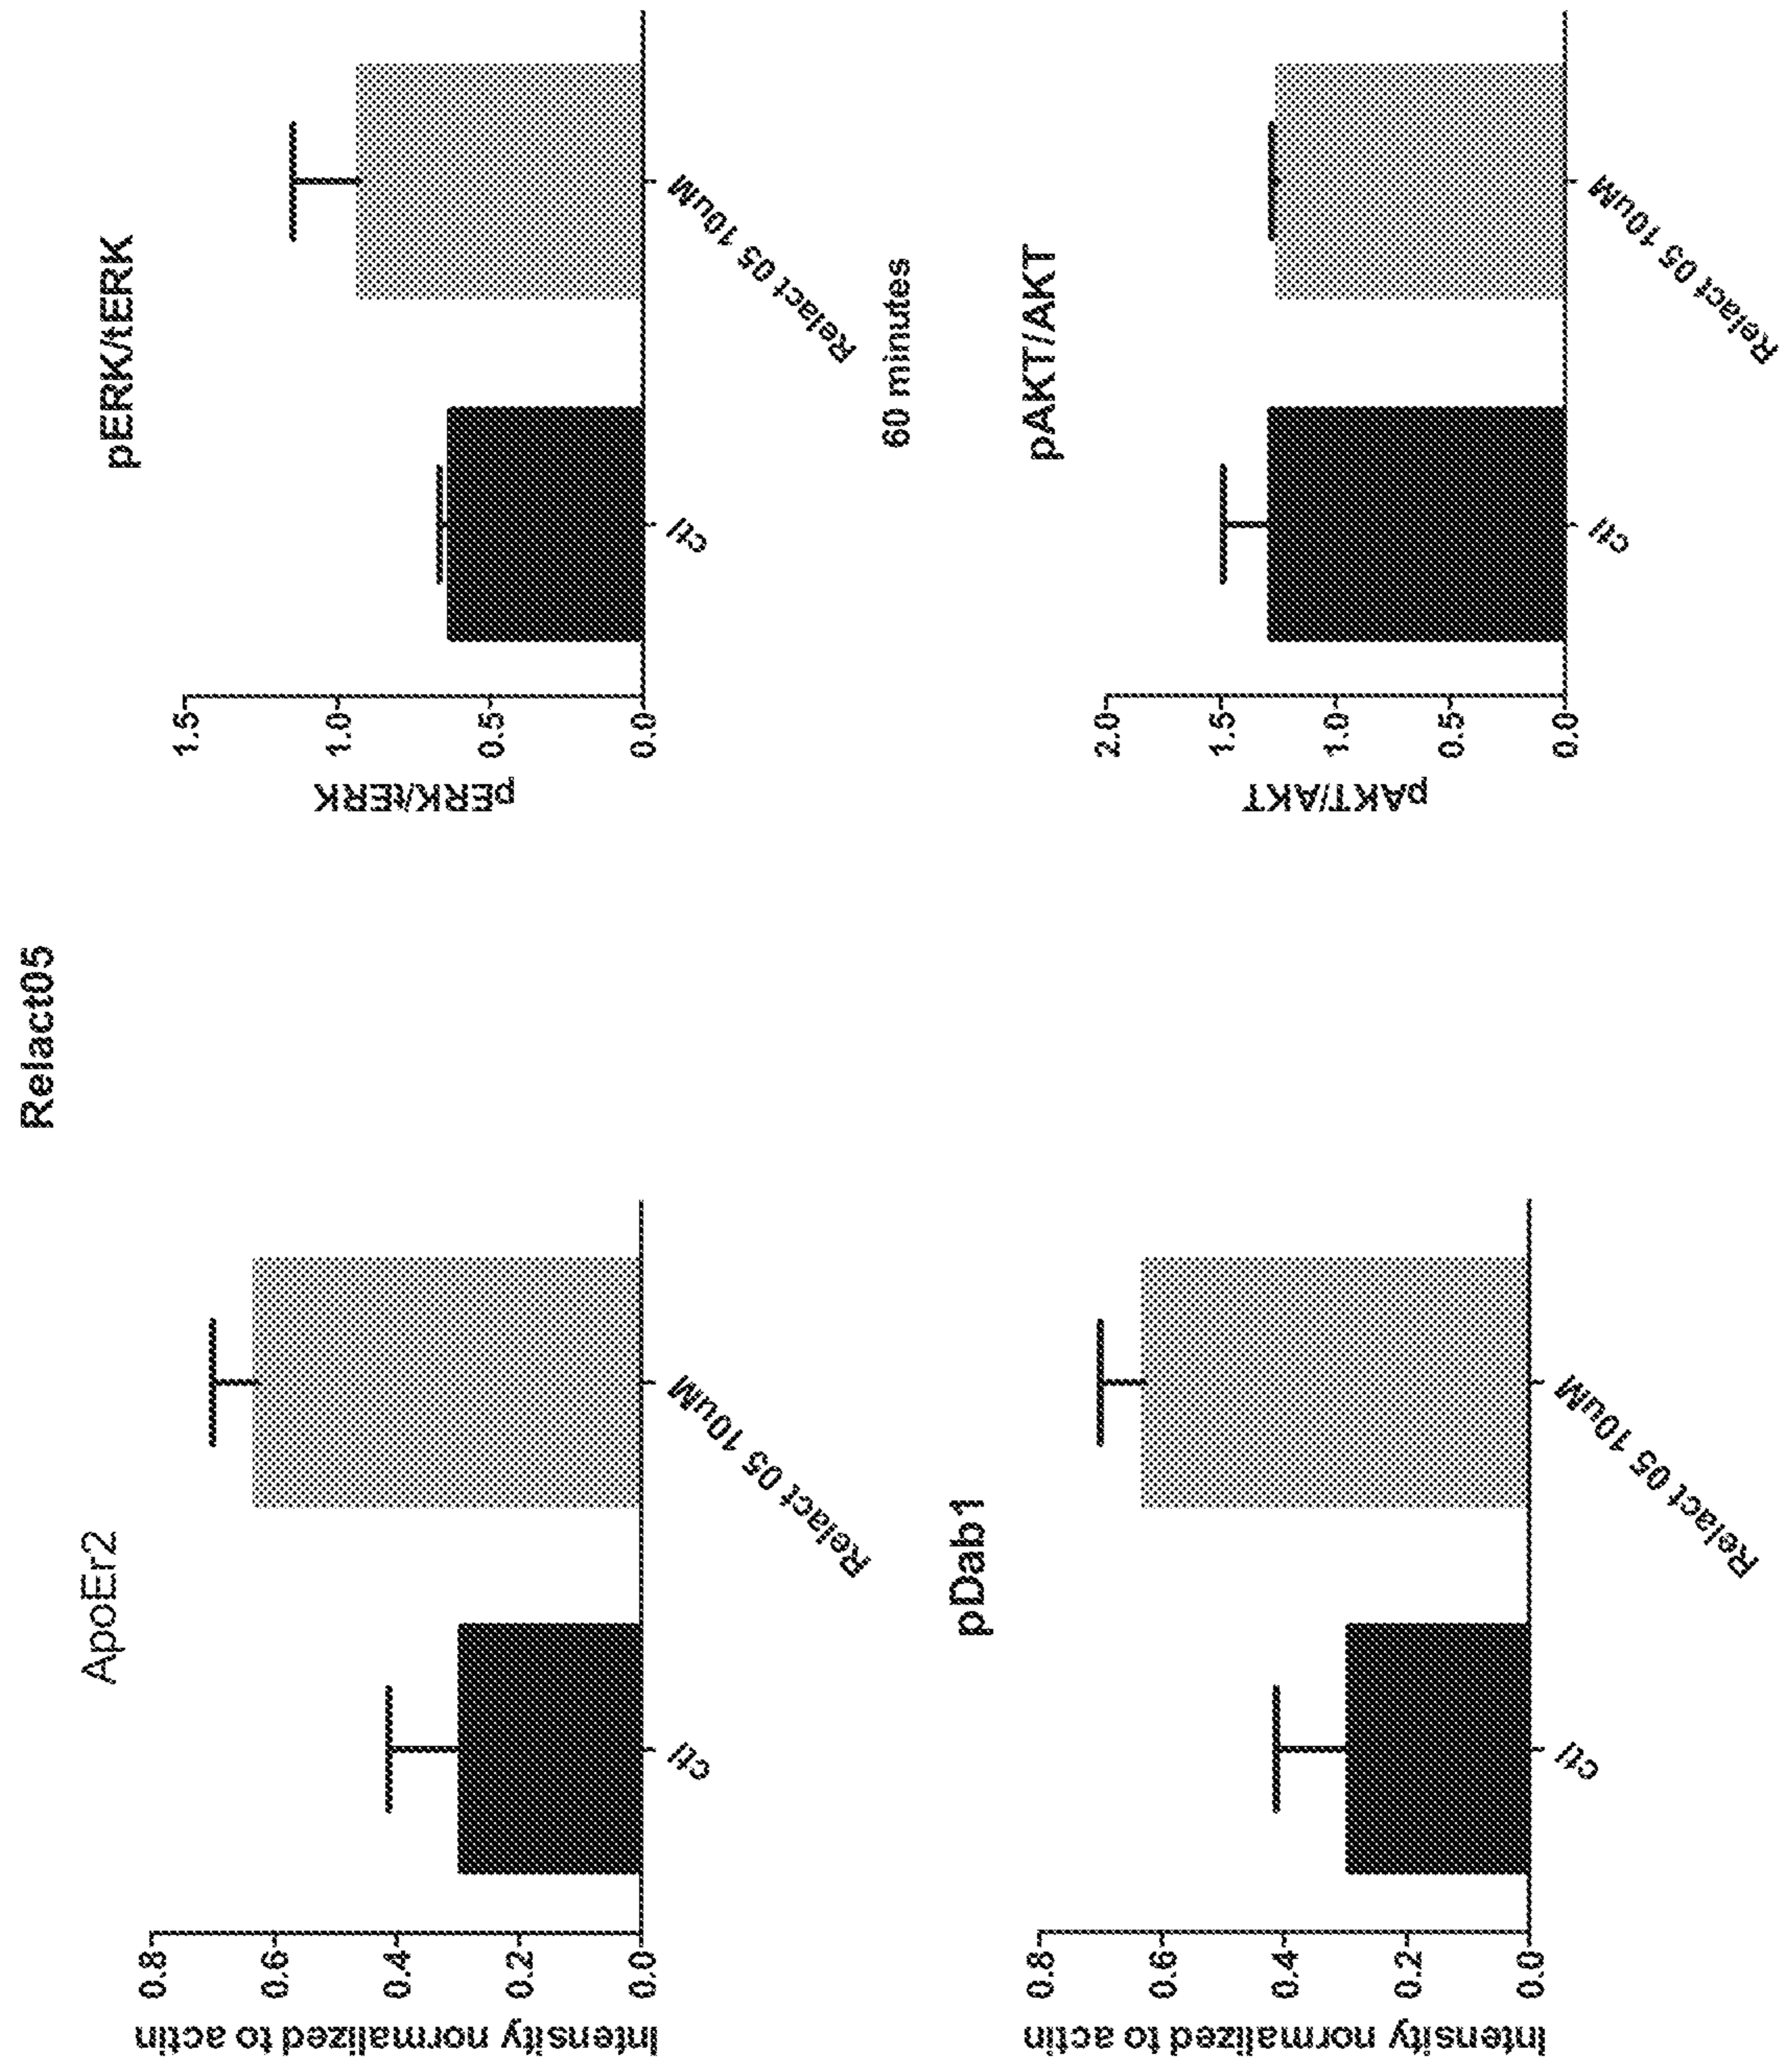 Relact05
ApoEr2
Intensity normalized to actin
0.8
0.6
0.4
0.2
0.0
ctl
Relact 05 10uM
pERK/tERK
pERK/tERK
1.5
1.0
0.5
0.0
ctl
Relact 05 10uM
pDab1
Intensity normalized to actin
0.8
0.6
0.4
0.2
0.0
ctl
Relact 05 10uM
60 minutes
pAKT/AKT
pAKT/AKT
2.0
1.5
1.0
0.5
0.0
ctl
Relact 05 10uM